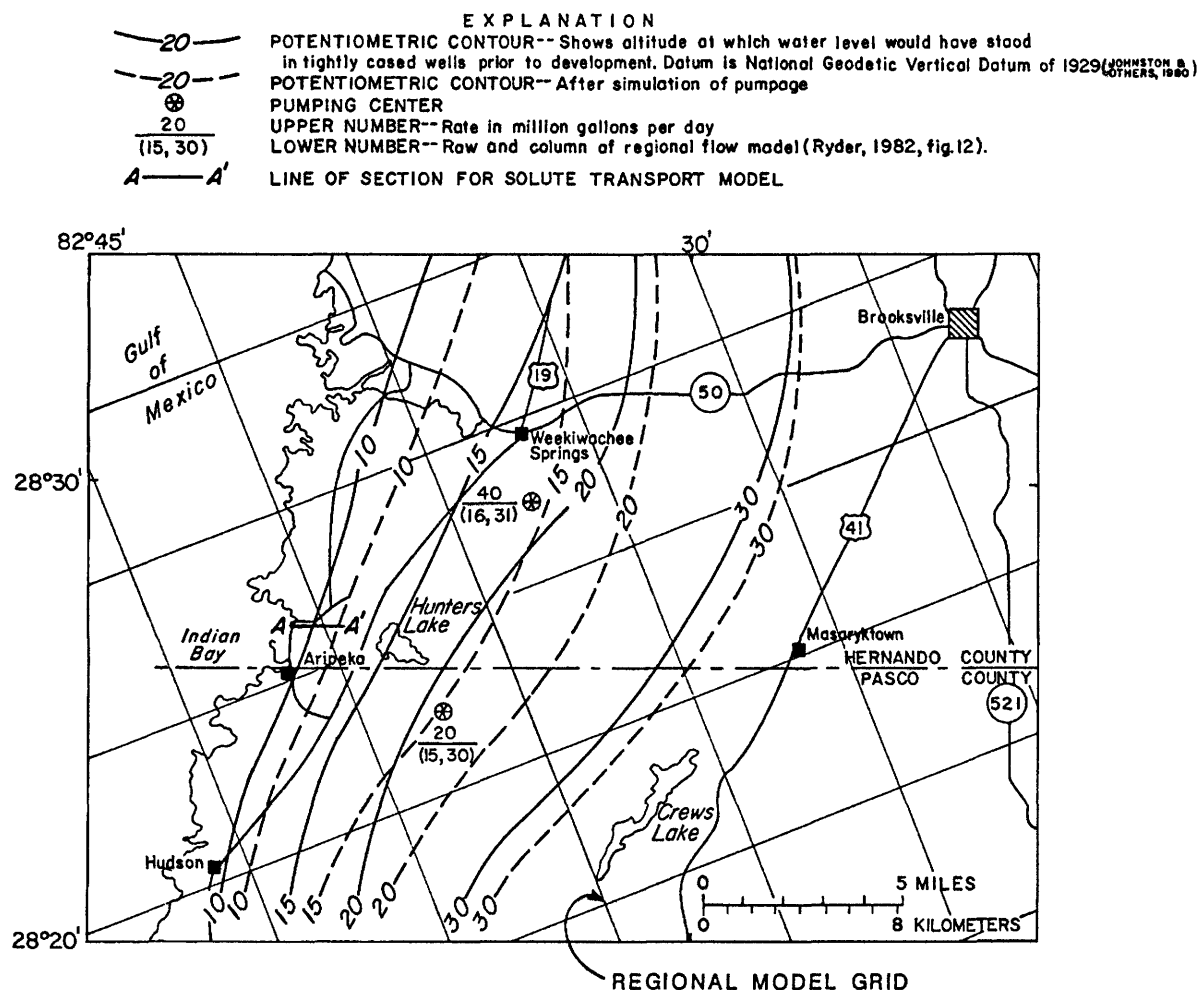 EXPLANATION
20 POTENTIOMETRIC CONTOUR--Shows altitude at which water level would have stood
in tightly cased wells prior to development. Datum is National Geodetic Vertical Datum of 1929 (JOHNSTON & OTHERS, 1980)
20 POTENTIOMETRIC CONTOUR--After simulation of pumpage
PUMPING CENTER
20 UPPER NUMBER--Rate in million gallons per day
(15, 30) LOWER NUMBER--Raw and column of regional flow model (Ryder, 1982, fig. 12).
A A' LINE OF SECTION FOR SOLUTE TRANSPORT MODEL
82°45'
30'
Brooksville
Gulf
of
Mexico
19
50
10
10
15
Weekiwachee
Springs
28°30'
40
(16, 31)
15
20
20
30
30
41
Hunters
Lake
A A'
Indian
Bay
Aripeka
Masaryktown
HERNANDO COUNTY
PASCO COUNTY
521
20
(15, 30)
Crews
Lake
Hudson
10
10
15
15
20
20
30
30
0 5 MILES
0 8 KILOMETERS
28°20'
REGIONAL MODEL GRID